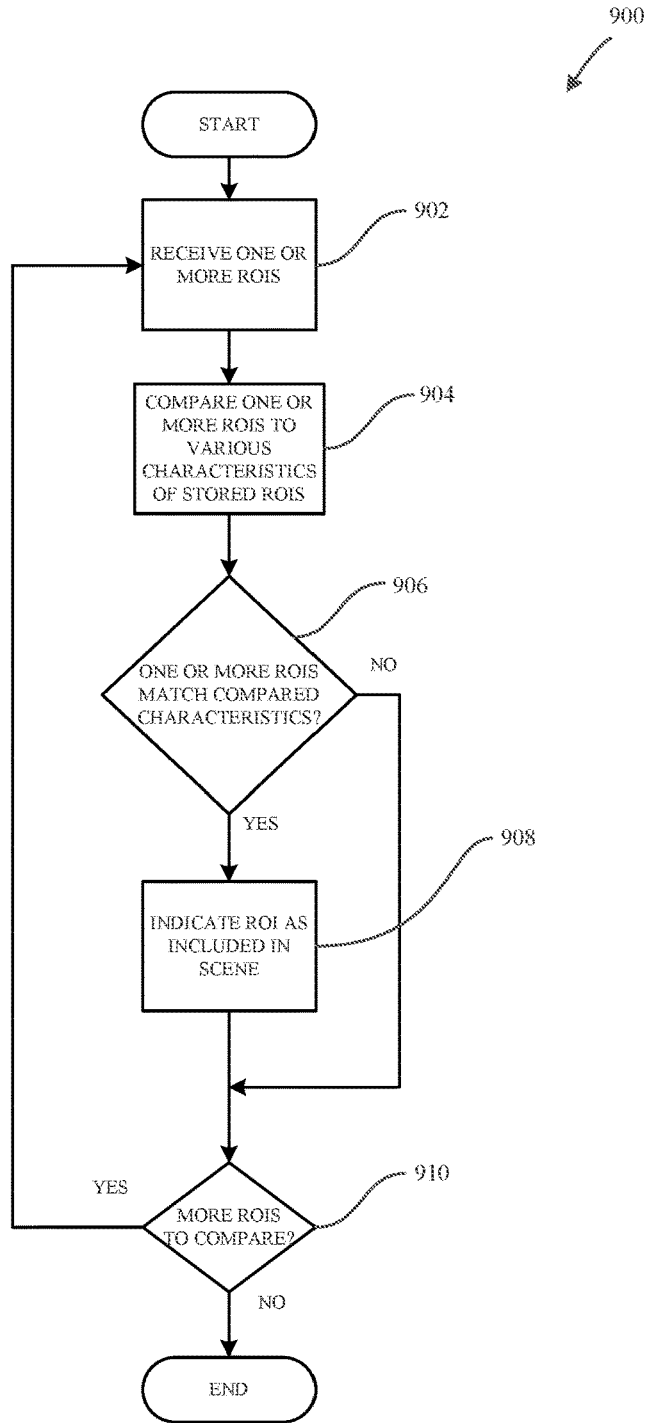 900
START
902
RECEIVE ONE OR
MORE ROIS
904
COMPARE ONE OR
MORE ROIS TO
VARIOUS
CHARACTERISTICS
OF STORED ROIS
906
NO
ONE OR MORE ROIS
MATCH COMPARED
CHARACTERISTICS?
YES
908
INDICATE ROI AS
INCLUDED IN
SCENE
910
YES
MORE ROIS
TO COMPARE?
NO
END